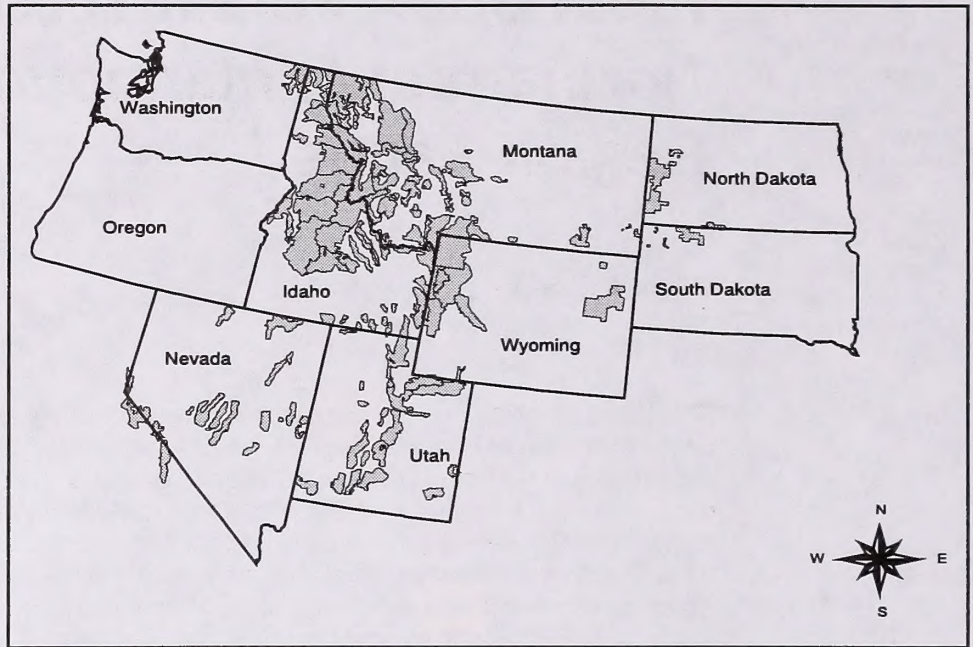 Washington
Montana
North Dakota
Oregon
Idaho
South Dakota
Wyoming
Nevada
Utah
N
W
E
S